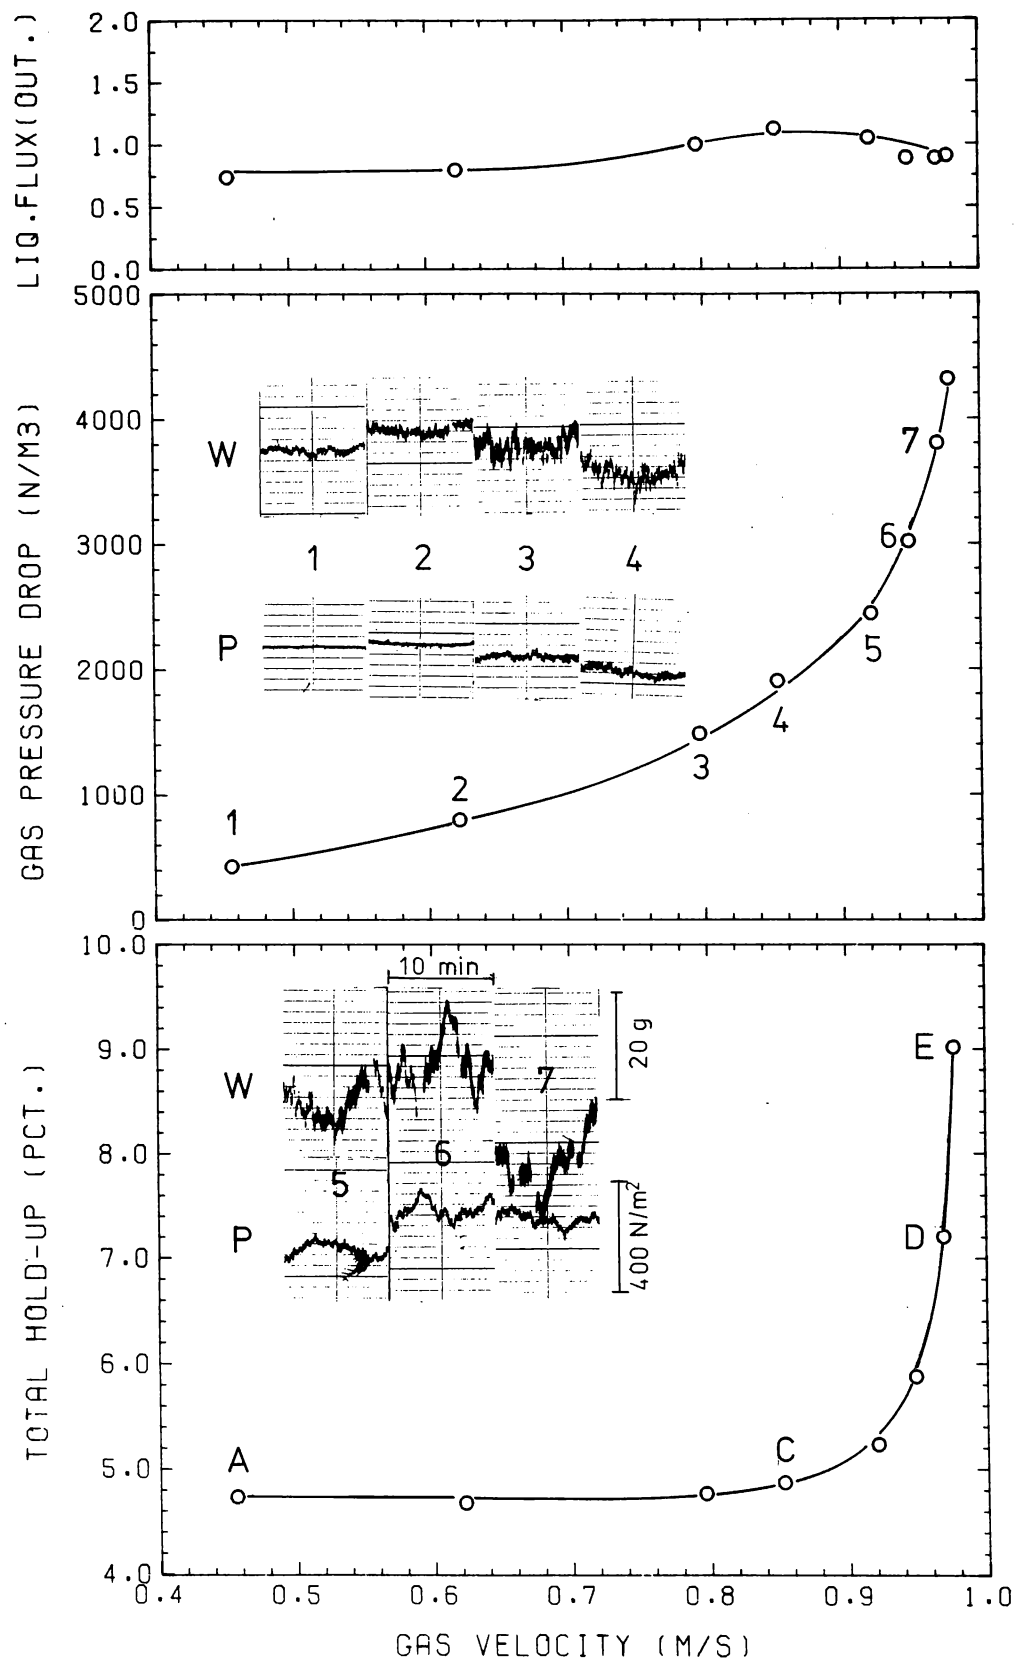 LIQ.FLUX(OUT.)
2.0
1.5
1.0
0.5
0.0
GAS PRESSURE DROP (N/M3)
5000
4000
3000
2000
1000
0
W
1 2 3 4
P
1
2
3
4
5
6
7
TOTAL HOLD-UP (PCT.)
10.0
9.0
8.0
7.0
6.0
5.0
4.0
10 min
20 g
W
7
6
5
P
400 N/m²
A
C
D
E
0.4 0.5 0.6 0.7 0.8 0.9 1.0
GAS VELOCITY (M/S)